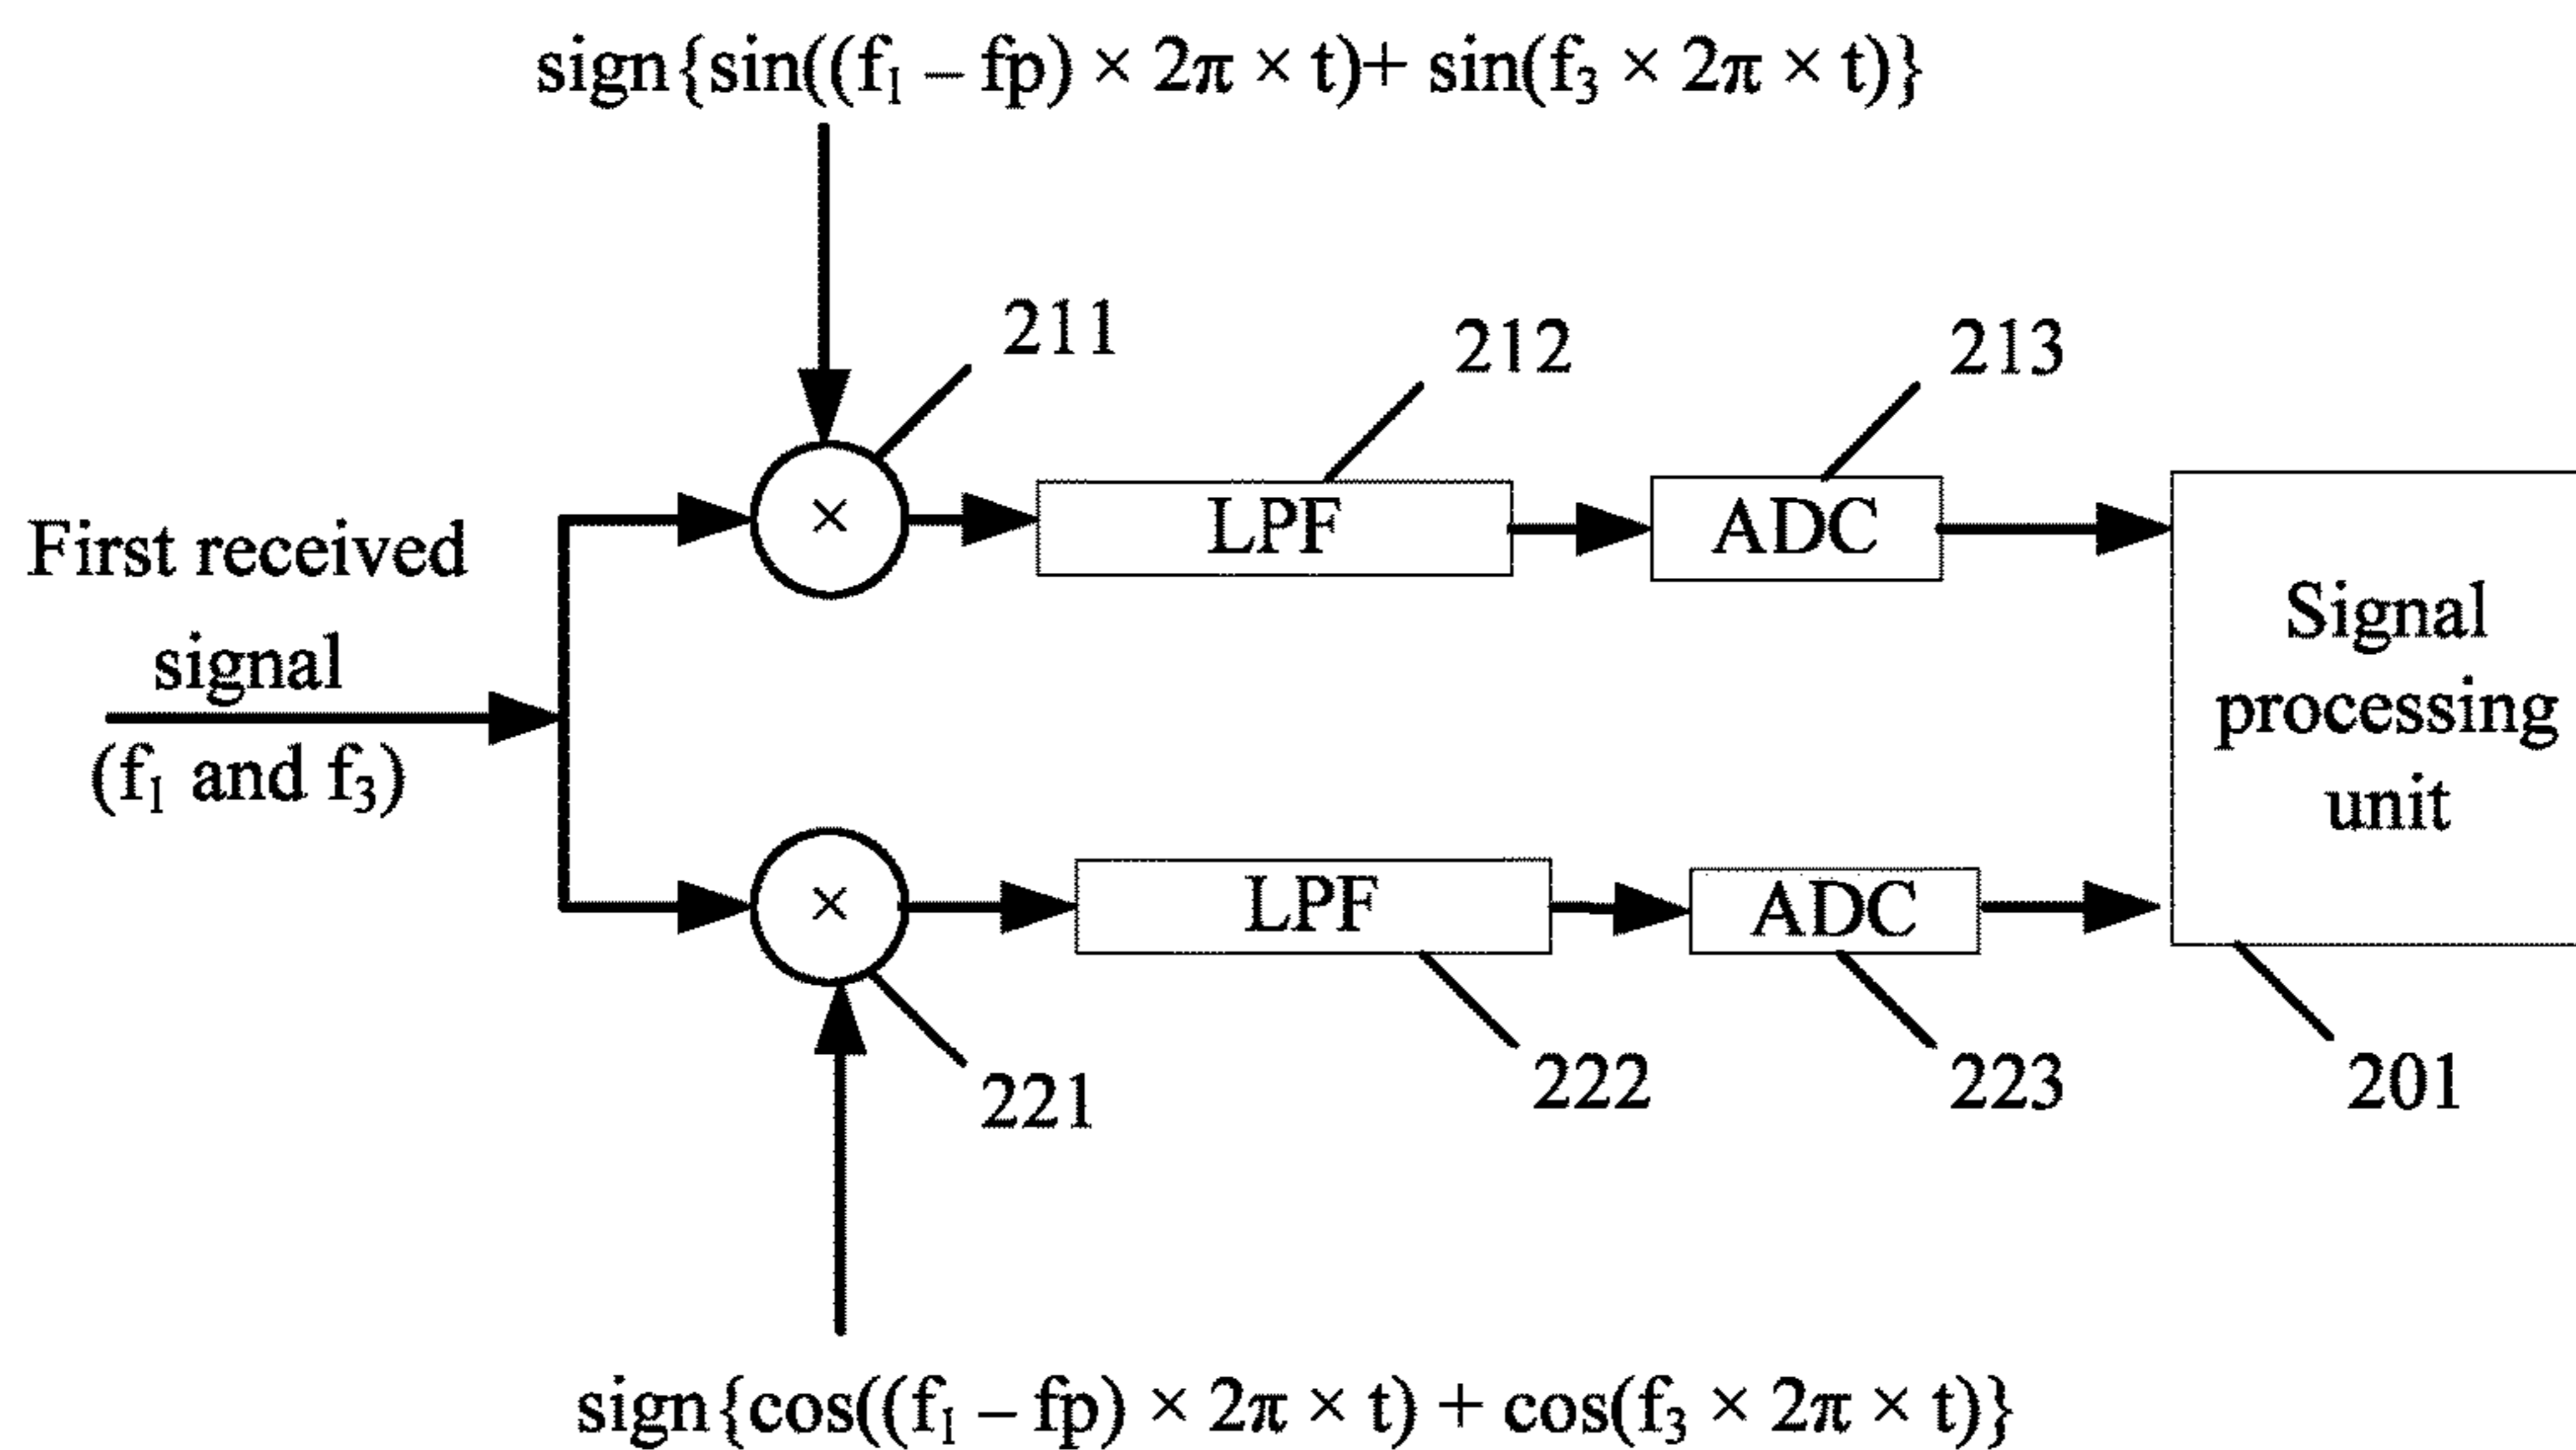 sign{sin((f₁ – fp) × 2π × t)+ sin(f₃ × 2π × t)}
211
212
213
First received
signal
(f₁ and f₃)
×
LPF
ADC
Signal
processing
unit
×
LPF
ADC
221
222
223
201
sign{cos((f₁ – fp) × 2π × t) + cos(f₃ × 2π × t)}